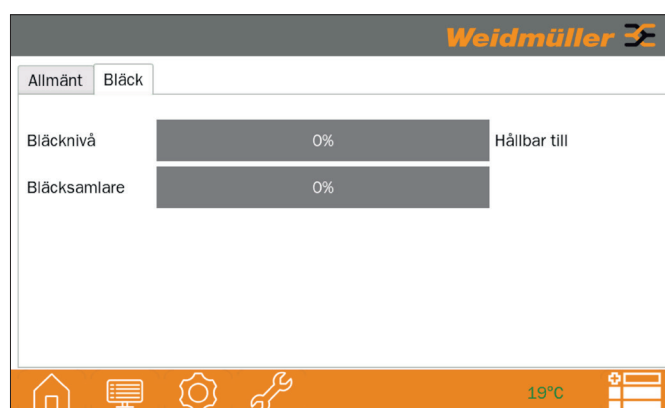 Weidmüller
Allmänt Bläck
Bläcknivå 0% Hållbar till
Bläcksamlare 0%
19°C